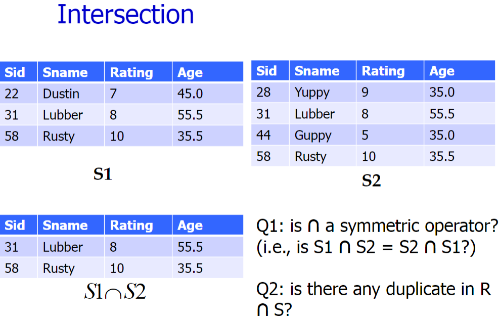 Intersection
Sid Sname Rating Age
22 Dustin 7 45.0
31 Lubber 8 55.5
58 Rusty 10 35.5
S1
Sid Sname Rating Age
28 Yuppy 9 35.0
31 Lubber 8 55.5
44 Guppy 5 35.0
58 Rusty 10 35.5
S2
Sid Sname Rating Age
31 Lubber 8 55.5
58 Rusty 10 35.5
S1∩S2
Q1: is ∩ a symmetric operator?
(i.e., is S1 ∩ S2 = S2 ∩ S1?)
Q2: is there any duplicate in R
∩ S?